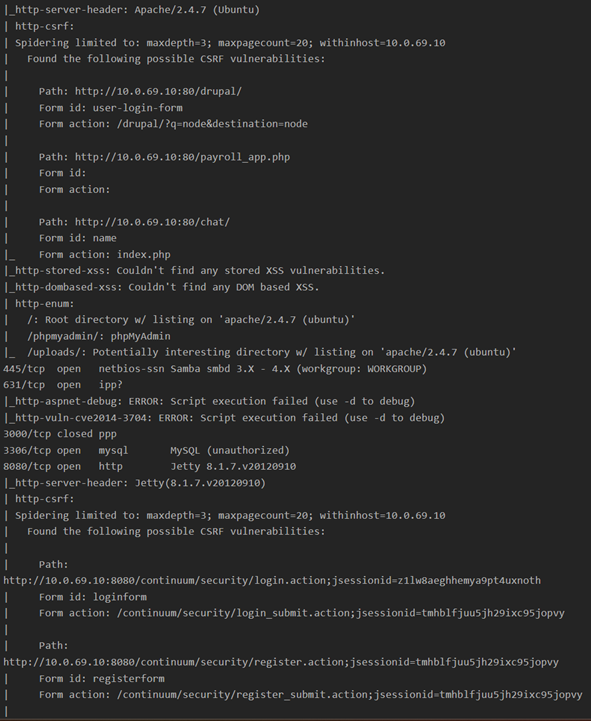 |_http-server-header: Apache/2.4.7 (Ubuntu)
| http-csrf:
| Spidering limited to: maxdepth=3; maxpagecount=20; withinhost=10.0.69.10
|   Found the following possible CSRF vulnerabilities:
|
|     Path: http://10.0.69.10:80/drupal/
|     Form id: user-login-form
|     Form action: /drupal/?q=node&destination=node
|
|     Path: http://10.0.69.10:80/payroll_app.php
|     Form id:
|     Form action:
|
|     Path: http://10.0.69.10:80/chat/
|     Form id: name
|_    Form action: index.php
|_http-stored-xss: Couldn't find any stored XSS vulnerabilities.
|_http-dombased-xss: Couldn't find any DOM based XSS.
| http-enum:
|   /: Root directory w/ listing on 'apache/2.4.7 (ubuntu)'
|   /phpmyadmin/: phpMyAdmin
|_  /uploads/: Potentially interesting directory w/ listing on 'apache/2.4.7 (ubuntu)'
445/tcp  open   netbios-ssn Samba smbd 3.X - 4.X (workgroup: WORKGROUP)
631/tcp  open   ipp?
|_http-aspnet-debug: ERROR: Script execution failed (use -d to debug)
|_http-vuln-cve2014-3704: ERROR: Script execution failed (use -d to debug)
3000/tcp closed ppp
3306/tcp open   mysql       MySQL (unauthorized)
8080/tcp open   http        Jetty 8.1.7.v20120910
|_http-server-header: Jetty(8.1.7.v20120910)
| http-csrf:
| Spidering limited to: maxdepth=3; maxpagecount=20; withinhost=10.0.69.10
|   Found the following possible CSRF vulnerabilities:
|
|     Path:
http://10.0.69.10:8080/continuum/security/login.action;jsessionid=z1lw8aeghhemya9pt4uxnoth
|     Form id: loginform
|     Form action: /continuum/security/login_submit.action;jsessionid=tmhblfjuu5jh29ixc95jopvy
|
|     Path:
http://10.0.69.10:8080/continuum/security/register.action;jsessionid=tmhblfjuu5jh29ixc95jopvy
|     Form id: registerform
|     Form action: /continuum/security/register_submit.action;jsessionid=tmhblfjuu5jh29ixc95jopvy
|